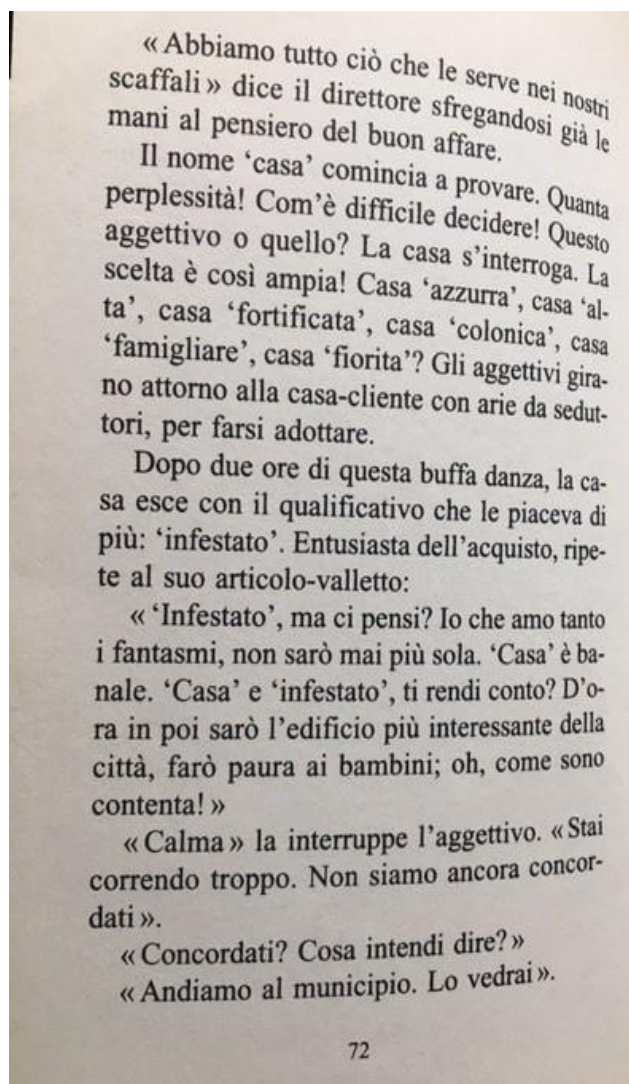 « Abbiamo tutto ciò che le serve nei nostri
scaffali » dice il direttore sfregandosi già le
mani al pensiero del buon affare.
Il nome ‘casa’ comincia a provare. Quanta
perplessità! Com’è difficile decidere! Questo
aggettivo o quello? La casa s’interroga. La
scelta è così ampia! Casa ‘azzurra’, casa ‘al-
ta’, casa ‘fortificata’, casa ‘colonica’, casa
‘famigliare’, casa ‘fiorita’? Gli aggettivi gira-
no attorno alla casa-cliente con arie da sedut-
tori, per farsi adottare.
Dopo due ore di questa buffa danza, la ca-
sa esce con il qualificativo che le piaceva di
più: ‘infestato’. Entusiasta dell’acquisto, ripe-
te al suo articolo-valletto:
« ‘Infestato’, ma ci pensi? Io che amo tanto
i fantasmi, non sarò mai più sola. ‘Casa’ è ba-
nale. ‘Casa’ e ‘infestato’, ti rendi conto? D’o-
ra in poi sarò l’edificio più interessante della
città, farò paura ai bambini; oh, come sono
contenta! »
« Calma » la interruppe l’aggettivo. « Stai
correndo troppo. Non siamo ancora concor-
dati ».
« Concordati? Cosa intendi dire? »
« Andiamo al municipio. Lo vedrai ».
72